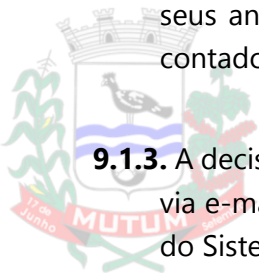 seus an
contado
9.1.3. A decis
via e-ma
do Siste
17 de
Junho
MUTUM